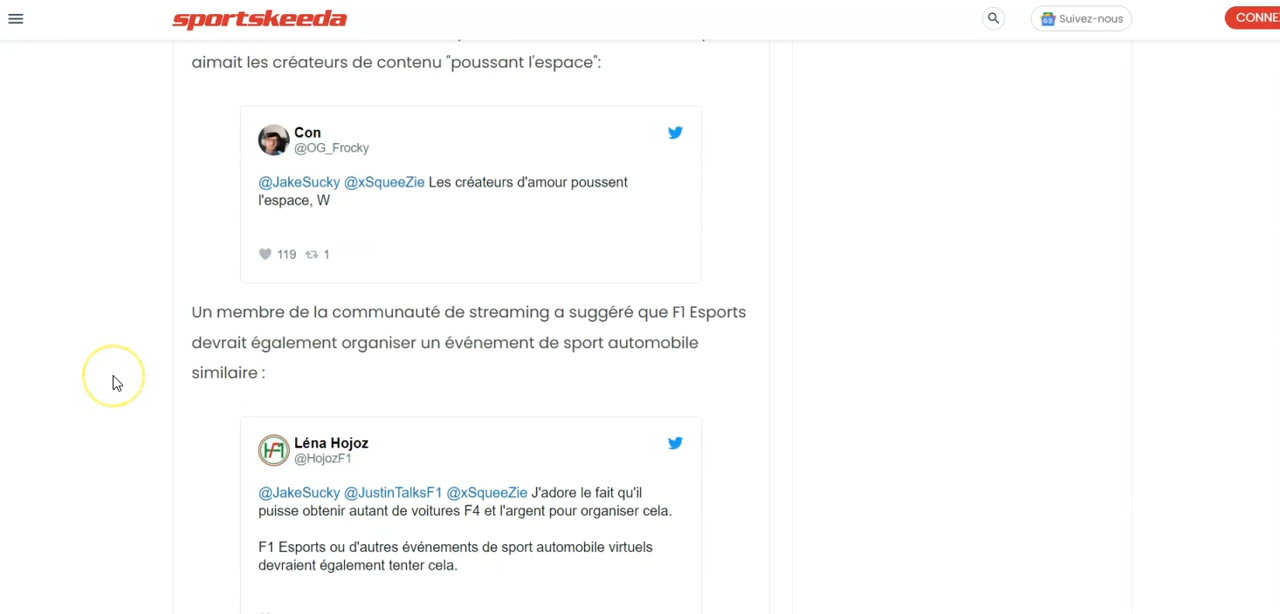 sportskeeda
Suivez-nous
CONNE
aimait les créateurs de contenu "poussant l'espace":
Con
@OG_Frocky
@JakeSucky @xSqueeZie Les créateurs d'amour poussent
l'espace, W
119 1
Un membre de la communauté de streaming a suggéré que F1 Esports
devrait également organiser un événement de sport automobile
similaire :
HF1
Léna Hojoz
@HojozF1
@JakeSucky @JustinTalksF1 @xSqueeZie J'adore le fait qu'il
puisse obtenir autant de voitures F4 et l'argent pour organiser cela.
F1 Esports ou d'autres événements de sport automobile virtuels
devraient également tenter cela.